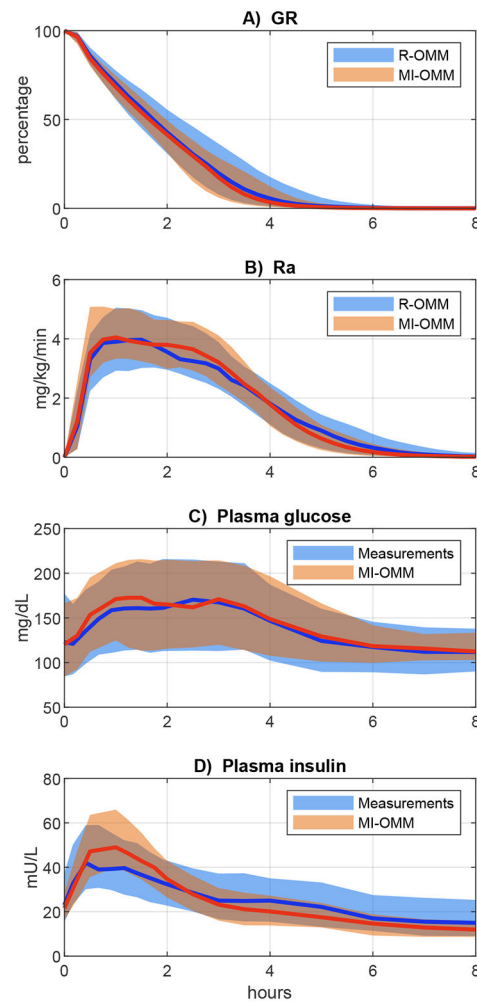 A) GR
100
50
0
percentage
R-OMM
MI-OMM
0 2 4 6 8
B) Ra
6
4
2
0
mg/kg/min
R-OMM
MI-OMM
0 2 4 6 8
C) Plasma glucose
250
200
150
100
50
mg/dL
Measurements
MI-OMM
0 2 4 6 8
D) Plasma insulin
80
60
40
20
0
mU/L
Measurements
MI-OMM
0 2 4 6 8
hours